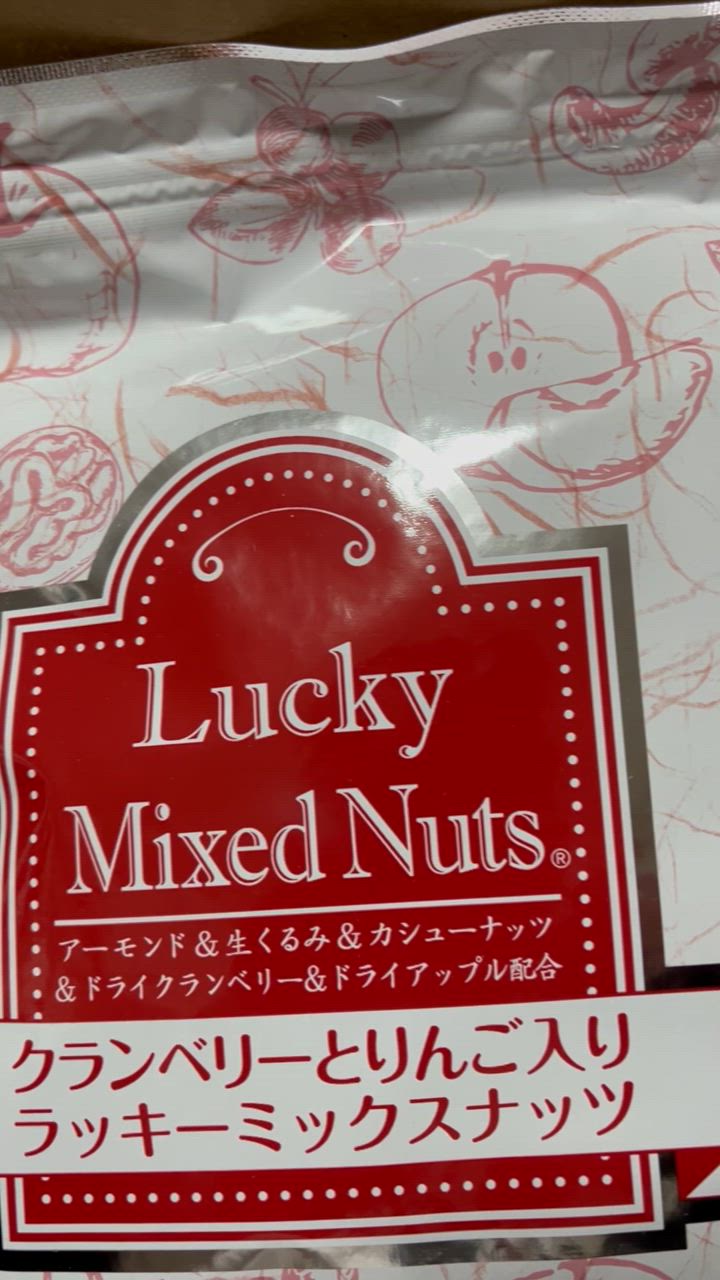 Lucky
Mixed Nuts®
アーモンド&生くるみ&カシューナッツ
&ドライクランベリー&ドライアップル配合
クランベリーとりんご入り
ラッキーミックスナッツ